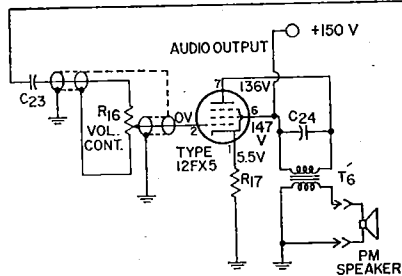 +150 V
AUDIO OUTPUT
7
136V
C23
R16
VOL.
CONT.
0V
2
6
147
V
C24
1
5.5V
TYPE
12FX5
R17
T6
PM
SPEAKER